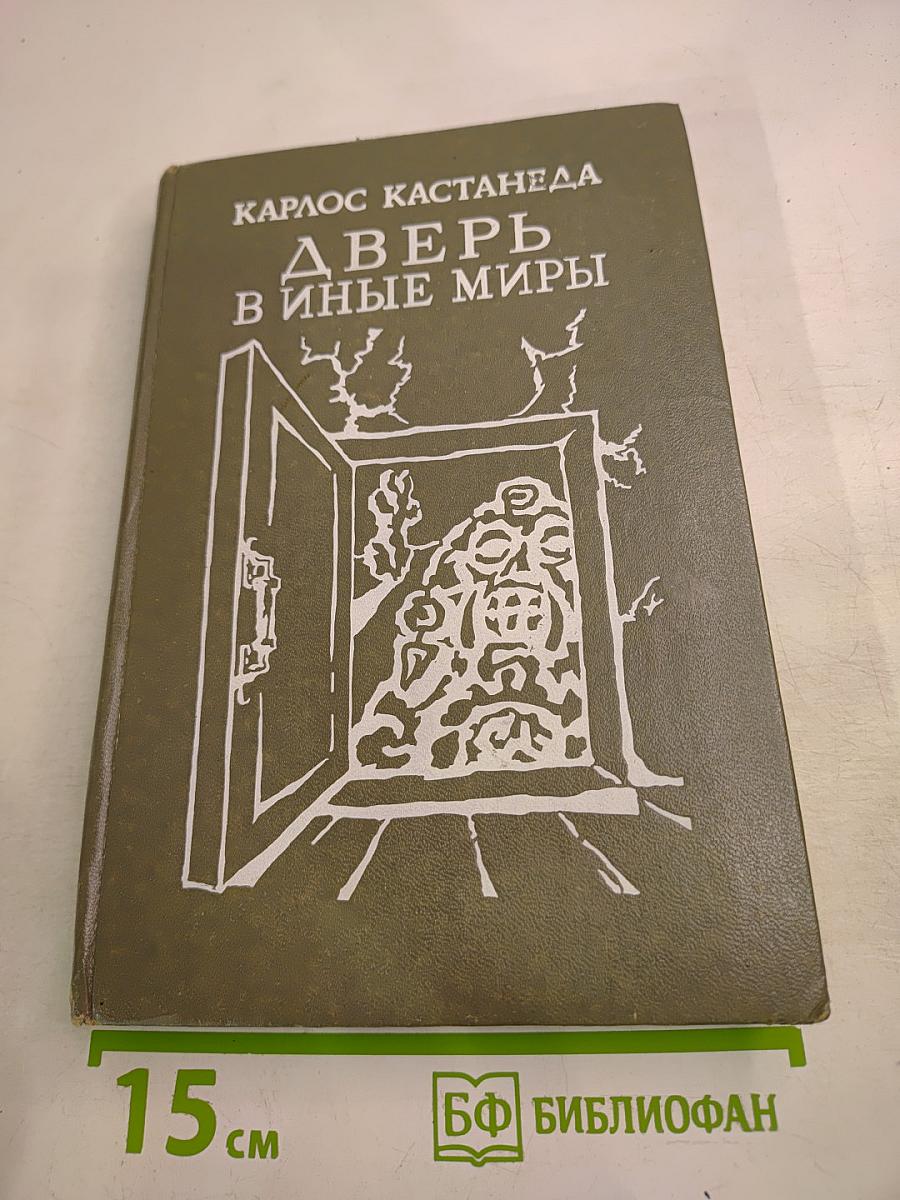 КАРЛОС КАСТАНЕДА
ДВЕРЬ
В ИНЫЕ МИРЫ
15 см
БФ БИБЛИОФАН